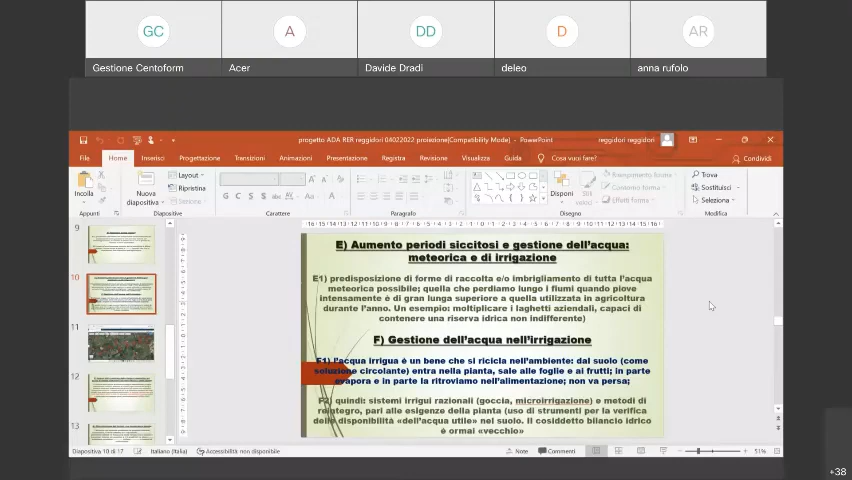 GC
A
DD
D
AR
Gestione Centoform
Acer
Davide Dradi
deleo
anna rufolo
progetto ADA RER reggidori 04022022 proiezione[Compatibility Mode] - PowerPoint
reggidori reggidori
File Home Inserisci Progettazione Transizioni Animazioni Presentazione Registra Revisione Visualizza Guida Cosa vuoi fare? Condividi
Incolla
Nuova diapositiva
Layout
Ripristina
Sezione
G C S
Disponi
Stili veloci
Riempimento forma
Contorno forma
Effetti forma
Trova
Sostituisci
Seleziona
Appunti Diapositive Carattere Paragrafo Disegno Modifica
9
10
11
12
13
E) Aumento periodi siccitosi e gestione dell'acqua:
meteorica e di irrigazione
E1) predisposizione di forme di raccolta e/o imbrigliamento di tutta l'acqua
meteorica possibile; quella che perdiamo lungo i fiumi quando piove
intensamente è di gran lunga superiore a quella utilizzata in agricoltura
durante l'anno. Un esempio: moltiplicare i laghetti aziendali, capaci di
contenere una riserva idrica non indifferente)
F) Gestione dell'acqua nell'irrigazione
F1) l'acqua irrigua è un bene che si ricicla nell'ambiente: dal suolo (come
soluzione circolante) entra nella pianta, sale alle foglie e ai frutti; in parte
evapora e in parte la ritroviamo nell'alimentazione; non va persa;
F2) quindi: sistemi irrigui razionali (goccia, microirrigazione) e metodi di
reintegro, pari alle esigenze della pianta (uso di strumenti per la verifica
delle disponibilità «dell'acqua utile» nel suolo. Il cosiddetto bilancio idrico
è ormai «vecchio»
Diapositiva 10 di 17 Italiano (Italia) Accessibilità: non disponibile Note Commenti 51%
+38